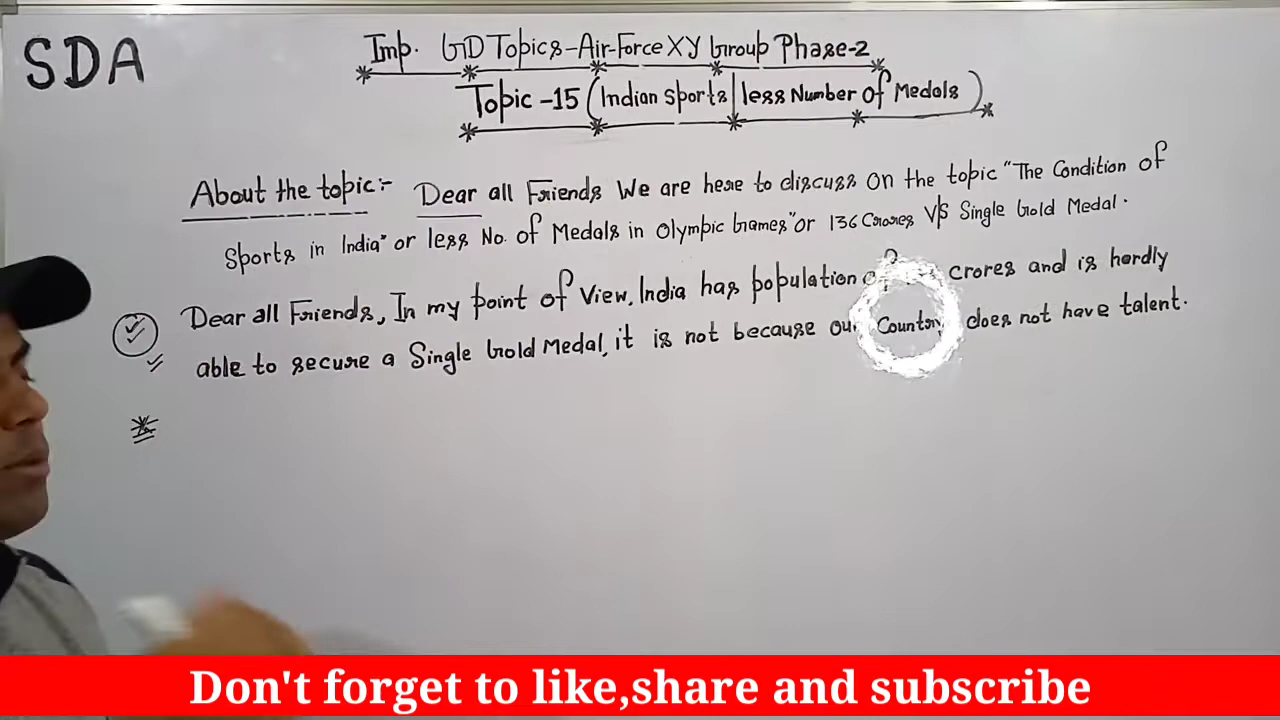 SDA
Imp. GD Topics-Air-Force XY Group Phase-2
Topic -15 (Indian Sports| less Number of Medals)
About the topic:- Dear all Friends We are here to discuss on the topic "The Condition of
Sports in India" or less No. of Medals in Olympic Games" or 136 Crores V/s Single Gold Medal.
Dear all Friends, In my point of View, India has population crores and is hardly
able to secure a Single Gold Medal, it is not because our Country does not have talent.
Don't forget to like,share and subscribe